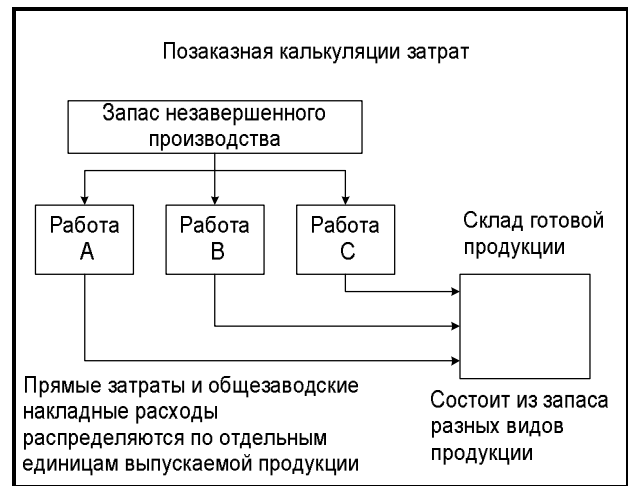 Позаказная калькуляции затрат
Запас незавершенного
производства
Работа
A
Работа
B
Работа
C
Склад готовой
продукции
Прямые затраты и общезаводские
накладные расходы
распределяются по отдельным
единицам выпускаемой продукции
Состоит из запаса
разных видов
продукции